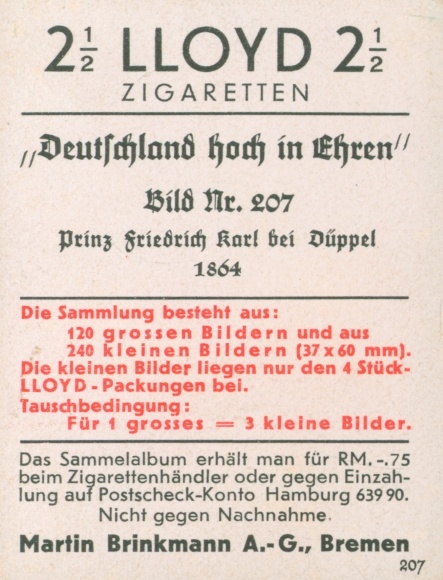 2½ LLOYD 2½
ZIGARETTEN
„Deutſchland hoch in Ehren"
Bild Nr. 207
Prinz Friedrich Karl bei Düppel
1864
Die Sammlung besteht aus:
120 grossen Bildern und aus
240 kleinen Bildern (37 x 60 mm).
Die kleinen Bilder liegen nur den 4 Stück-
LLOYD - Packungen bei.
Tauschbedingung:
Für 1 grosses = 3 kleine Bilder.
Das Sammelalbum erhält man für RM. -.75
beim Zigarettenhändler oder gegen Einzah-
lung auf Postscheck-Konto Hamburg 63990.
Nicht gegen Nachnahme.
Martin Brinkmann A.-G., Bremen
207